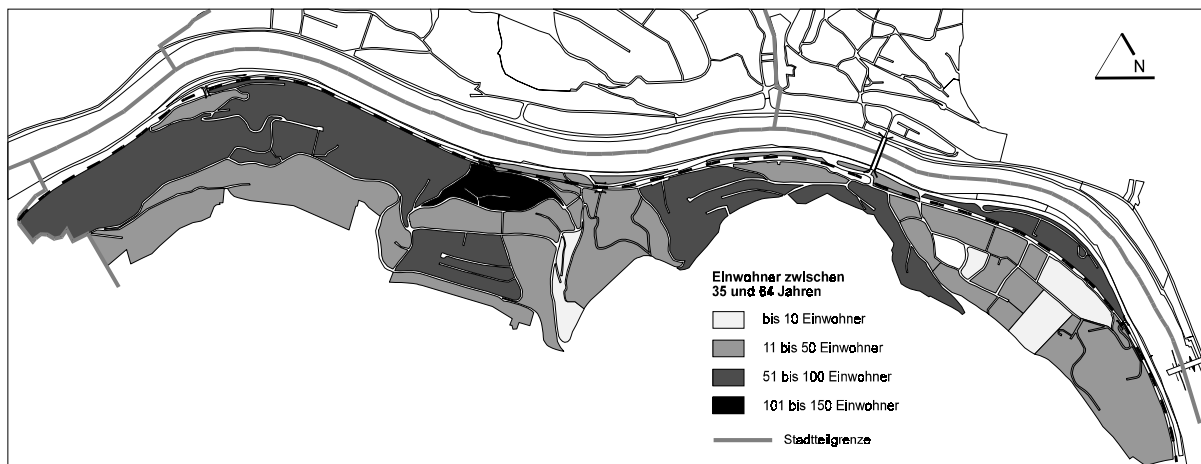 N
Einwohner zwischen
35 und 64 Jahren
bis 10 Einwohner
11 bis 50 Einwohner
51 bis 100 Einwohner
101 bis 150 Einwohner
Stadtteilgrenze